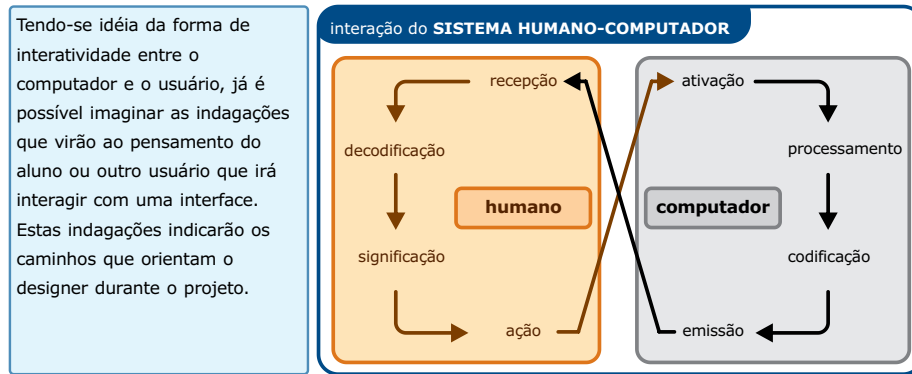 Tendo-se idéia da forma de
interatividade entre o
computador e o usuário, já é
possível imaginar as indagações
que virão ao pensamento do
aluno ou outro usuário que irá
interagir com uma interface.
Estas indagações indicarão os
caminhos que orientam o
designer durante o projeto.
interação do SISTEMA HUMANO-COMPUTADOR
recepção
decodificação
humano
significação
ação
ativação
processamento
computador
codificação
emissão